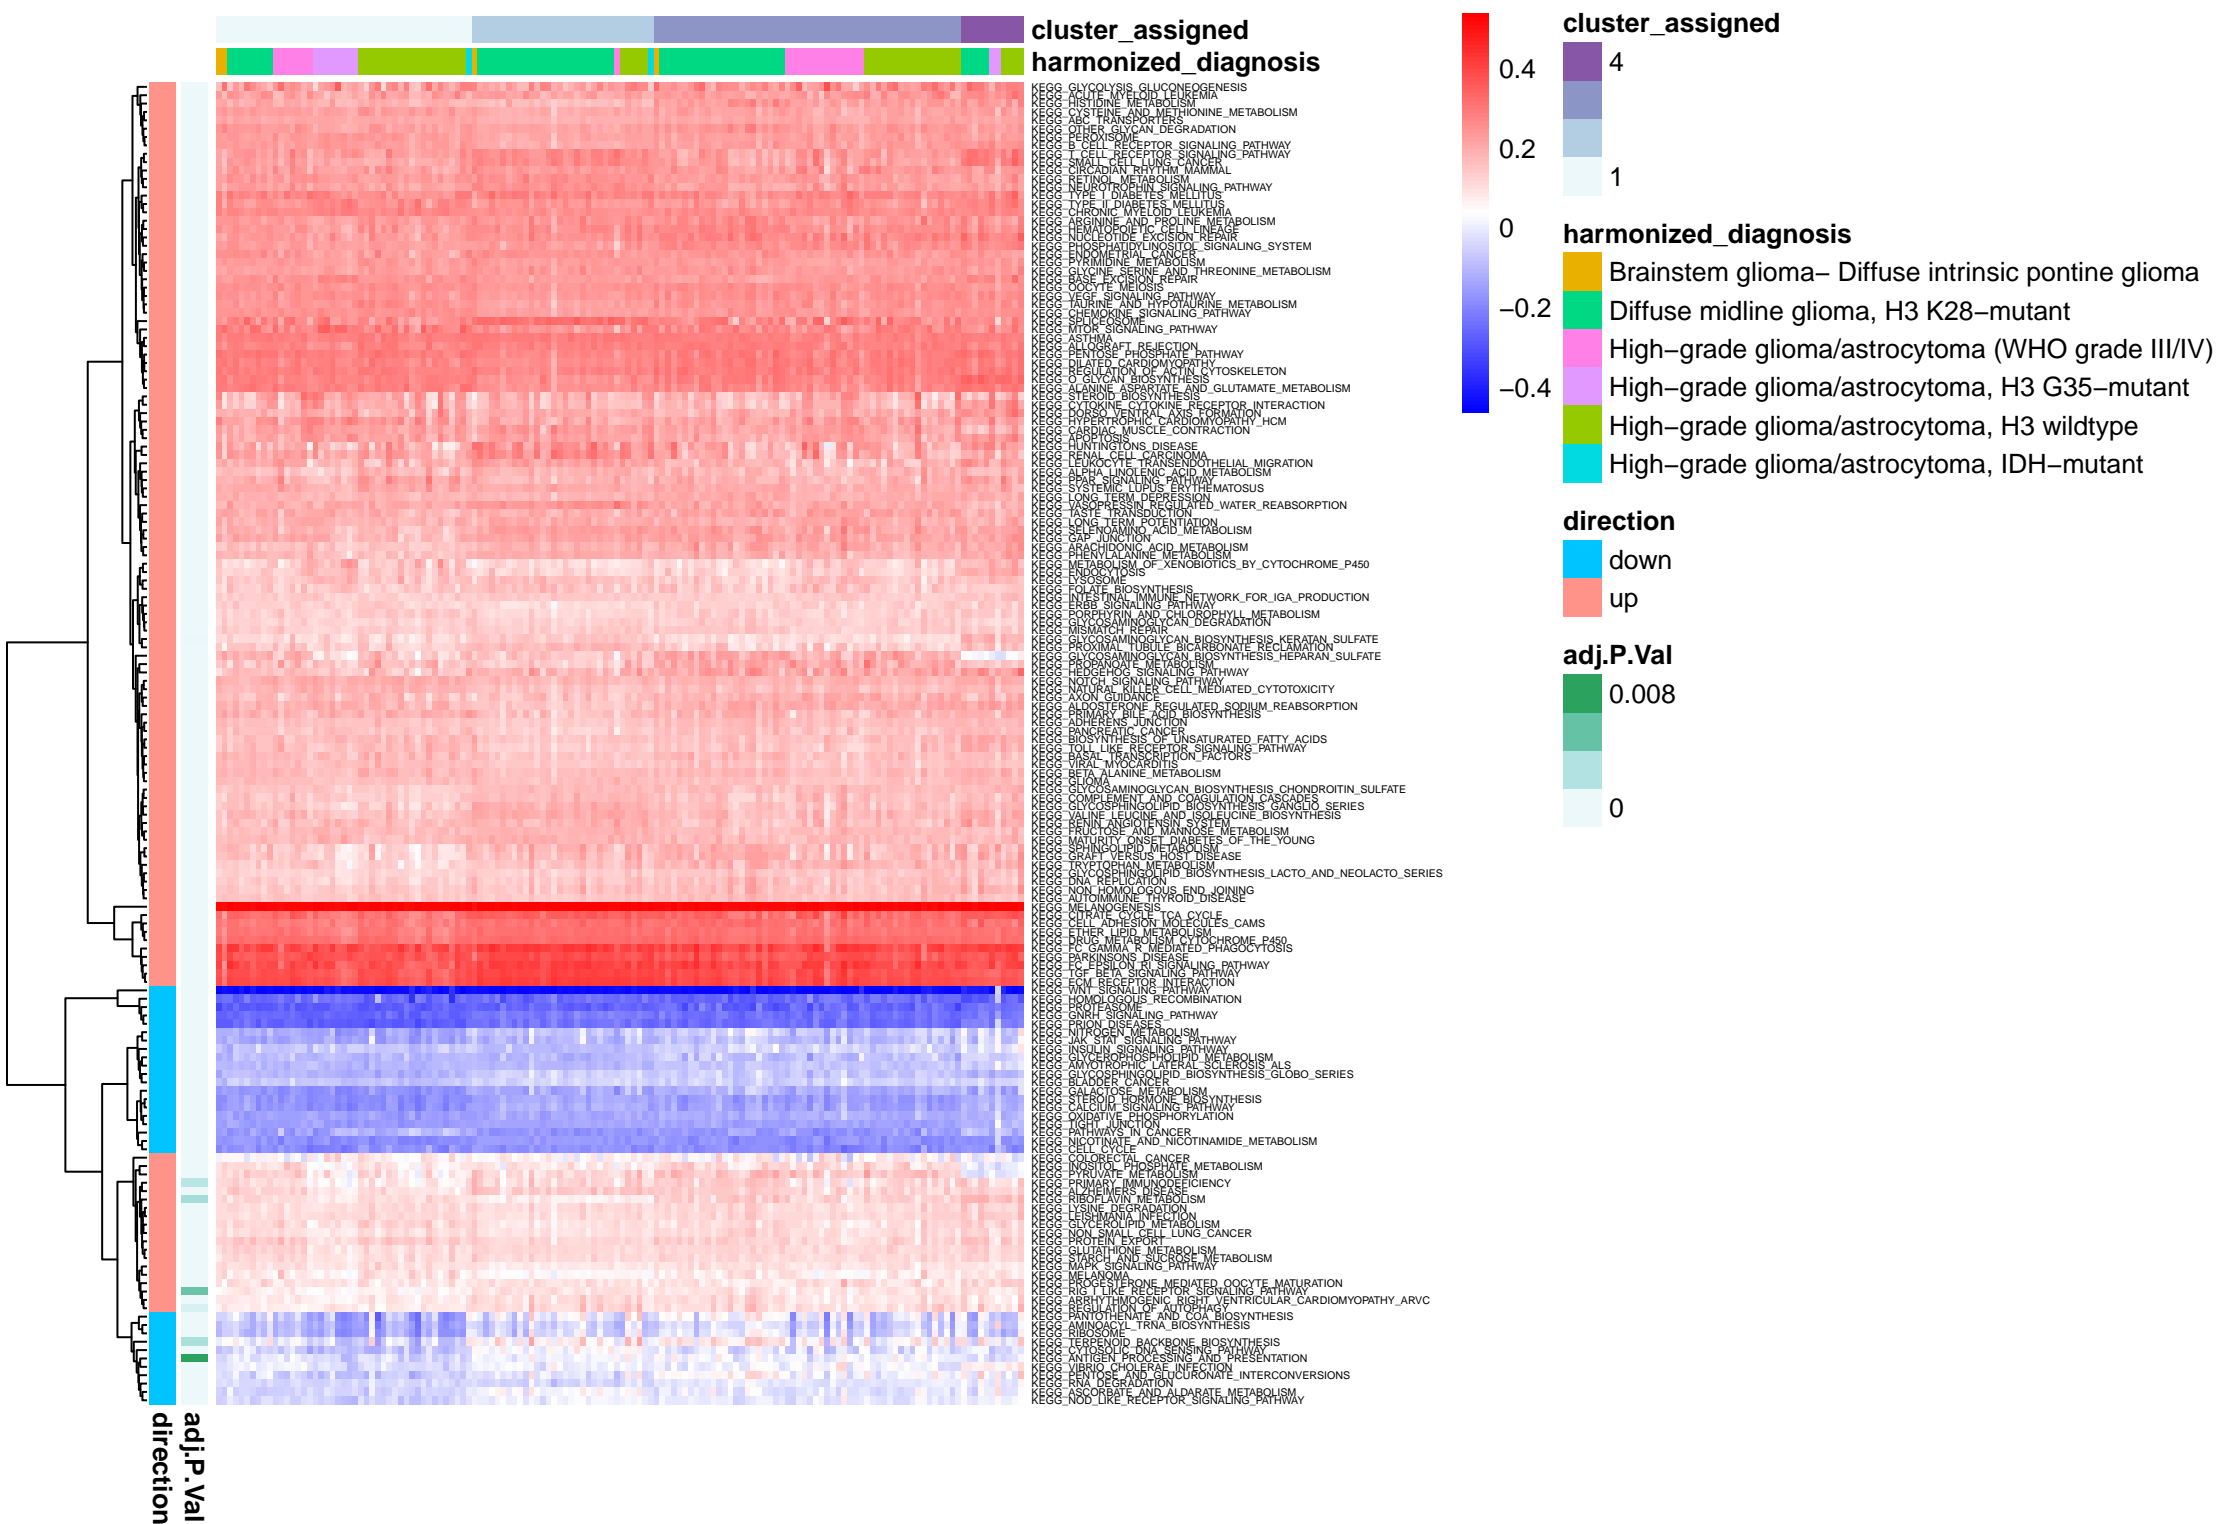 cluster_assigned
harmonized_diagnosis
KEGG_GLYCOLYSIS_GLUCONEOGENESIS
KEGG_ACUTE_MYELOID_LEUKEMIA
KEGG_HISTIDINE_METABOLISM
KEGG_CYSTEINE_AND_METHIONINE_METABOLISM
KEGG_ABC_TRANSPORTERS
KEGG_OTHER_GLYCAN_DEGRADATION
KEGG_PEROXISOME
KEGG_B_CELL_RECEPTOR_SIGNALING_PATHWAY
KEGG_T_CELL_RECEPTOR_SIGNALING_PATHWAY
KEGG_SMALL_CELL_LUNG_CANCER
KEGG_CIRCADIAN_RHYTHM_MAMMAL
KEGG_RETINOL_METABOLISM
KEGG_NEUROTROPHIN_SIGNALING_PATHWAY
KEGG_TYPE_I_DIABETES_MELLITUS
KEGG_TYPE_II_DIABETES_MELLITUS
KEGG_CHRONIC_MYELOID_LEUKEMIA
KEGG_ARGININE_AND_PROLINE_METABOLISM
KEGG_HEMATOPOIETIC_CELL_LINEAGE
KEGG_NUCLEOTIDE_EXCISION_REPAIR
KEGG_PHOSPHATIDYLINOSITOL_SIGNALING_SYSTEM
KEGG_ENDOMETRIAL_CANCER
KEGG_PYRIMIDINE_METABOLISM
KEGG_GLYCINE_SERINE_AND_THREONINE_METABOLISM
KEGG_BASE_EXCISION_REPAIR
KEGG_OOCYTE_MEIOSIS
KEGG_VEGF_SIGNALING_PATHWAY
KEGG_TAURINE_AND_HYPOTAURINE_METABOLISM
KEGG_CHEMOKINE_SIGNALING_PATHWAY
KEGG_SPLICEOSOME
KEGG_MTOR_SIGNALING_PATHWAY
KEGG_ASTHMA
KEGG_ALLOGRAFT_REJECTION
KEGG_PENTOSE_PHOSPHATE_PATHWAY
KEGG_DILATED_CARDIOMYOPATHY
KEGG_REGULATION_OF_ACTIN_CYTOSKELETON
KEGG_O_GLYCAN_BIOSYNTHESIS
KEGG_ALANINE_ASPARTATE_AND_GLUTAMATE_METABOLISM
KEGG_STEROID_BIOSYNTHESIS
KEGG_CYTOKINE_CYTOKINE_RECEPTOR_INTERACTION
KEGG_DORSO_VENTRAL_AXIS_FORMATION
KEGG_HYPERTROPHIC_CARDIOMYOPATHY_HCM
KEGG_CARDIAC_MUSCLE_CONTRACTION
KEGG_APOPTOSIS
KEGG_HUNTINGTONS_DISEASE
KEGG_RENAL_CELL_CARCINOMA
KEGG_LEUKOCYTE_TRANSENDOTHELIAL_MIGRATION
KEGG_ALPHA_LINOLENIC_ACID_METABOLISM
KEGG_PPAR_SIGNALING_PATHWAY
KEGG_SYSTEMIC_LUPUS_ERYTHEMATOSUS
KEGG_LONG_TERM_DEPRESSION
KEGG_VASOPRESSIN_REGULATED_WATER_REABSORPTION
KEGG_TASTE_TRANSDUCTION
KEGG_LONG_TERM_POTENTIATION
KEGG_SELENOAMINO_ACID_METABOLISM
KEGG_GAP_JUNCTION
KEGG_ARACHIDONIC_ACID_METABOLISM
KEGG_PHENYLALANINE_METABOLISM
KEGG_METABOLISM_OF_XENOBIOTICS_BY_CYTOCHROME_P450
KEGG_ENDOCYTOSIS
KEGG_LYSOSOME
KEGG_FOLATE_BIOSYNTHESIS
KEGG_INTESTINAL_IMMUNE_NETWORK_FOR_IGA_PRODUCTION
KEGG_ERBB_SIGNALING_PATHWAY
KEGG_PORPHYRIN_AND_CHLOROPHYLL_METABOLISM
KEGG_GLYCOSAMINOGLYCAN_DEGRADATION
KEGG_MISMATCH_REPAIR
KEGG_GLYCOSAMINOGLYCAN_BIOSYNTHESIS_KERATAN_SULFATE
KEGG_PROXIMAL_TUBULE_BICARBONATE_RECLAMATION
KEGG_GLYCOSAMINOGLYCAN_BIOSYNTHESIS_HEPARAN_SULFATE
KEGG_PROPANOATE_METABOLISM
KEGG_HEDGEHOG_SIGNALING_PATHWAY
KEGG_NOTCH_SIGNALING_PATHWAY
KEGG_NATURAL_KILLER_CELL_MEDIATED_CYTOTOXICITY
KEGG_AXON_GUIDANCE
KEGG_ALDOSTERONE_REGULATED_SODIUM_REABSORPTION
KEGG_PRIMARY_BILE_ACID_BIOSYNTHESIS
KEGG_ADHERENS_JUNCTION
KEGG_PANCREATIC_CANCER
KEGG_BIOSYNTHESIS_OF_UNSATURATED_FATTY_ACIDS
KEGG_TOLL_LIKE_RECEPTOR_SIGNALING_PATHWAY
KEGG_BASAL_TRANSCRIPTION_FACTORS
KEGG_VIRAL_MYOCARDITIS
KEGG_BETA_ALANINE_METABOLISM
KEGG_GLIOMA
KEGG_GLYCOSAMINOGLYCAN_BIOSYNTHESIS_CHONDROITIN_SULFATE
KEGG_COMPLEMENT_AND_COAGULATION_CASCADES
KEGG_GLYCOSPHINGOLIPID_BIOSYNTHESIS_GANGLIO_SERIES
KEGG_VALINE_LEUCINE_AND_ISOLEUCINE_BIOSYNTHESIS
KEGG_RENIN_ANGIOTENSIN_SYSTEM
KEGG_FRUCTOSE_AND_MANNOSE_METABOLISM
KEGG_MATURITY_ONSET_DIABETES_OF_THE_YOUNG
KEGG_SPHINGOLIPID_METABOLISM
KEGG_GRAFT_VERSUS_HOST_DISEASE
KEGG_TRYPTOPHAN_METABOLISM
KEGG_GLYCOSPHINGOLIPID_BIOSYNTHESIS_LACTO_AND_NEOLACTO_SERIES
KEGG_DNA_REPLICATION
KEGG_NON_HOMOLOGOUS_END_JOINING
KEGG_AUTOIMMUNE_THYROID_DISEASE
KEGG_MELANOGENESIS
KEGG_CITRATE_CYCLE_TCA_CYCLE
KEGG_CELL_ADHESION_MOLECULES_CAMS
KEGG_ETHER_LIPID_METABOLISM
KEGG_DRUG_METABOLISM_CYTOCHROME_P450
KEGG_FC_GAMMA_R_MEDIATED_PHAGOCYTOSIS
KEGG_PARKINSONS_DISEASE
KEGG_FC_EPSILON_RI_SIGNALING_PATHWAY
KEGG_TGF_BETA_SIGNALING_PATHWAY
KEGG_ECM_RECEPTOR_INTERACTION
KEGG_WNT_SIGNALING_PATHWAY
KEGG_HOMOLOGOUS_RECOMBINATION
KEGG_PROTEASOME
KEGG_GNRH_SIGNALING_PATHWAY
KEGG_PRION_DISEASES
KEGG_NITROGEN_METABOLISM
KEGG_JAK_STAT_SIGNALING_PATHWAY
KEGG_INSULIN_SIGNALING_PATHWAY
KEGG_GLYCEROPHOSPHOLIPID_METABOLISM
KEGG_AMYOTROPHIC_LATERAL_SCLEROSIS_ALS
KEGG_GLYCOSPHINGOLIPID_BIOSYNTHESIS_GLOBO_SERIES
KEGG_BLADDER_CANCER
KEGG_GALACTOSE_METABOLISM
KEGG_STEROID_HORMONE_BIOSYNTHESIS
KEGG_CALCIUM_SIGNALING_PATHWAY
KEGG_OXIDATIVE_PHOSPHORYLATION
KEGG_TIGHT_JUNCTION
KEGG_PATHWAYS_IN_CANCER
KEGG_NICOTINATE_AND_NICOTINAMIDE_METABOLISM
KEGG_CELL_CYCLE
KEGG_COLORECTAL_CANCER
KEGG_INOSITOL_PHOSPHATE_METABOLISM
KEGG_PYRUVATE_METABOLISM
KEGG_PRIMARY_IMMUNODEFICIENCY
KEGG_ALZHEIMERS_DISEASE
KEGG_RIBOFLAVIN_METABOLISM
KEGG_LYSINE_DEGRADATION
KEGG_LEISHMANIA_INFECTION
KEGG_GLYCEROLIPID_METABOLISM
KEGG_NON_SMALL_CELL_LUNG_CANCER
KEGG_PROTEIN_EXPORT
KEGG_GLUTATHIONE_METABOLISM
KEGG_STARCH_AND_SUCROSE_METABOLISM
KEGG_MAPK_SIGNALING_PATHWAY
KEGG_MELANOMA
KEGG_PROGESTERONE_MEDIATED_OOCYTE_MATURATION
KEGG_RIG_I_LIKE_RECEPTOR_SIGNALING_PATHWAY
KEGG_ARRHYTHMOGENIC_RIGHT_VENTRICULAR_CARDIOMYOPATHY_ARVC
KEGG_REGULATION_OF_AUTOPHAGY
KEGG_PANTOTHENATE_AND_COA_BIOSYNTHESIS
KEGG_AMINOACYL_TRNA_BIOSYNTHESIS
KEGG_RIBOSOME
KEGG_TERPENOID_BACKBONE_BIOSYNTHESIS
KEGG_CYTOSOLIC_DNA_SENSING_PATHWAY
KEGG_ANTIGEN_PROCESSING_AND_PRESENTATION
KEGG_VIBRIO_CHOLERAE_INFECTION
KEGG_PENTOSE_AND_GLUCURONATE_INTERCONVERSIONS
KEGG_RNA_DEGRADATION
KEGG_ASCORBATE_AND_ALDARATE_METABOLISM
KEGG_NOD_LIKE_RECEPTOR_SIGNALING_PATHWAY
direction
adj.P.Val
0.4
0.2
0
−0.2
−0.4
cluster_assigned
4
1
harmonized_diagnosis
Brainstem glioma− Diffuse intrinsic pontine glioma
Diffuse midline glioma, H3 K28−mutant
High−grade glioma/astrocytoma (WHO grade III/IV)
High−grade glioma/astrocytoma, H3 G35−mutant
High−grade glioma/astrocytoma, H3 wildtype
High−grade glioma/astrocytoma, IDH−mutant
direction
down
up
adj.P.Val
0.008
0